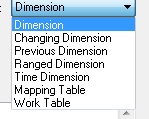 Dimension
Dimension
Changing Dimension
Previous Dimension
Ranged Dimension
Time Dimension
Mapping Table
Work Table